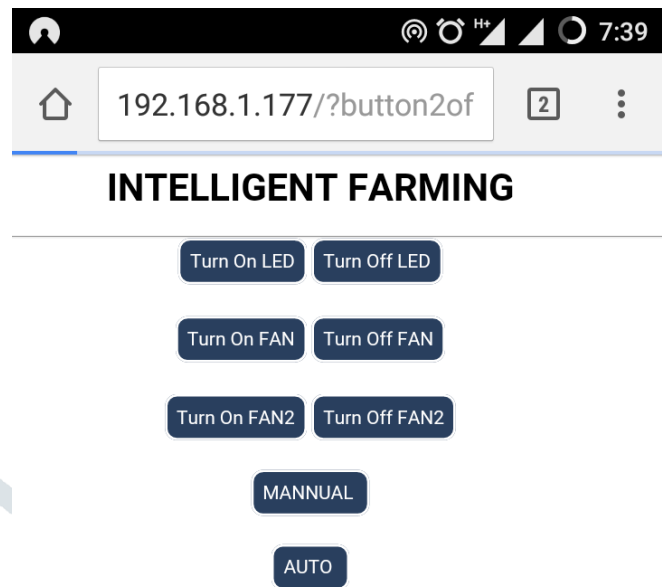 H+ 7:39
192.168.1.177/?button2of 2
INTELLIGENT FARMING
Turn On LED Turn Off LED
Turn On FAN Turn Off FAN
Turn On FAN2 Turn Off FAN2
MANNUAL
AUTO